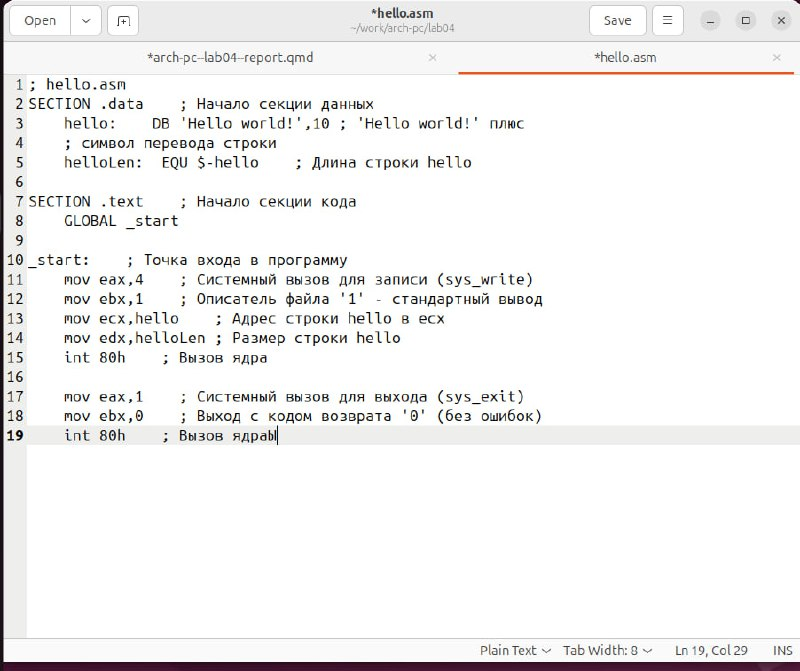 Open
*hello.asm
~/work/arch-pc/lab04
Save
*arch-pc--lab04--report.qmd
*hello.asm
1 ; hello.asm
2 SECTION .data    ; Начало секции данных
3     hello:    DB 'Hello world!',10 ; 'Hello world!' плюс
4     ; символ перевода строки
5     helloLen:  EQU $-hello    ; Длина строки hello
6
7 SECTION .text    ; Начало секции кода
8     GLOBAL _start
9
10 _start:    ; Точка входа в программу
11     mov eax,4    ; Системный вызов для записи (sys_write)
12     mov ebx,1    ; Описатель файла '1' - стандартный вывод
13     mov ecx,hello    ; Адрес строки hello в ecx
14     mov edx,helloLen ; Размер строки hello
15     int 80h    ; Вызов ядра
16
17     mov eax,1    ; Системный вызов для выхода (sys_exit)
18     mov ebx,0    ; Выход с кодом возврата '0' (без ошибок)
19     int 80h    ; Вызов ядраЫ
Plain Text Tab Width: 8 Ln 19, Col 29 INS